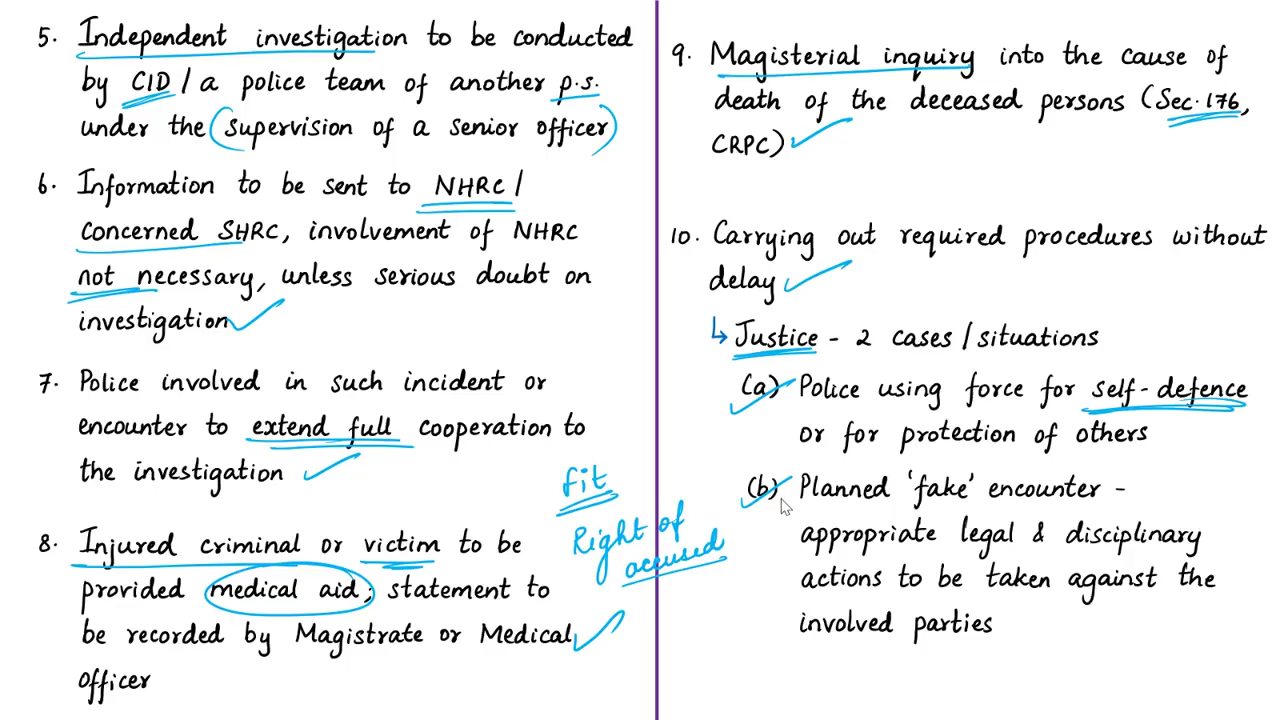 5. Independent investigation to be conducted
by CID / a police team of another p.s.
under the (supervision of a senior officer)
6. Information to be sent to NHRC /
concerned SHRC, involvement of NHRC
not necessary, unless serious doubt on
investigation
7. Police involved in such incident or
encounter to extend full cooperation to
the investigation
8. Injured criminal or victim to be
provided medical aid; statement to
be recorded by Magistrate or Medical
officer
fit
Right of
accused
9. Magisterial inquiry into the cause of
death of the deceased persons (Sec. 176,
CRPC)
10. Carrying out required procedures without
delay
↳ Justice - 2 cases / situations
(a) Police using force for self-defence
or for protection of others
(b) Planned 'fake' encounter -
appropriate legal & disciplinary
actions to be taken against the
involved parties